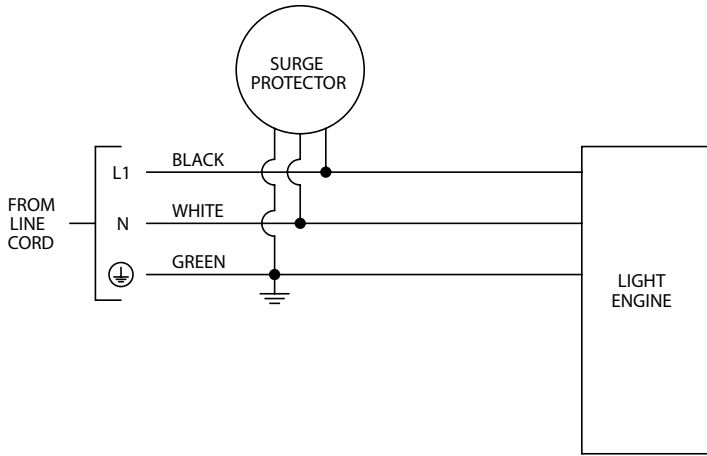 SURGE
PROTECTOR
L1
BLACK
FROM
LINE
CORD
N
WHITE
GREEN
LIGHT
ENGINE